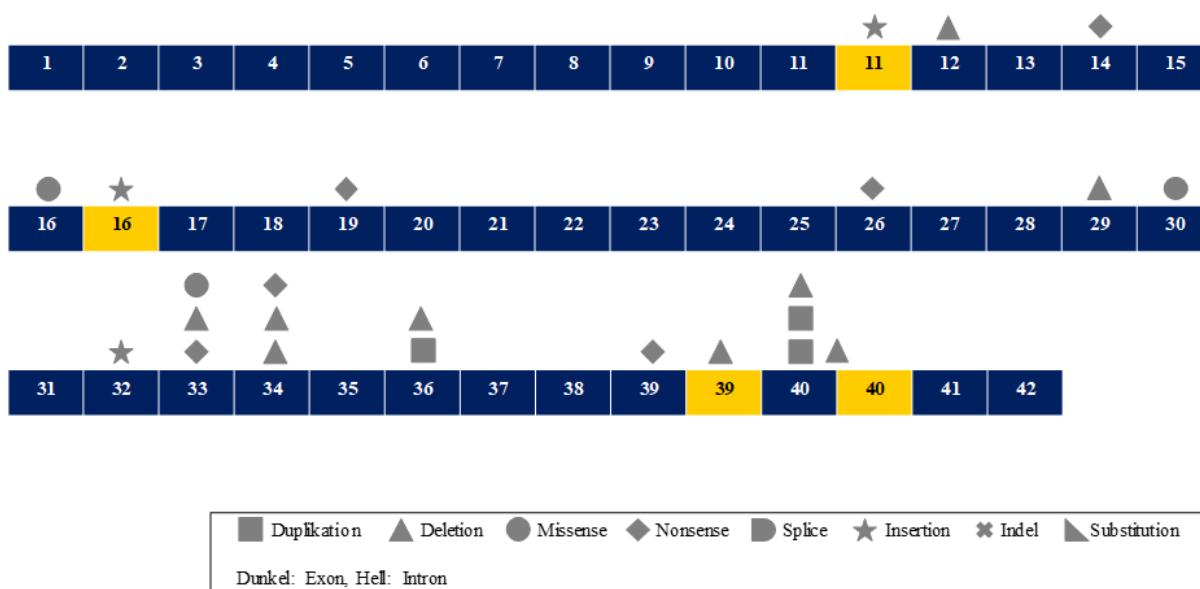 1 2 3 4 5 6 7 8 9 10 11 11 12 13 14 15
16 16 17 18 19 20 21 22 23 24 25 26 27 28 29 30
31 32 33 34 35 36 37 38 39 39 40 40 41 42
Duplikation Deletion Missense Nonsense Splice Insertion Indel Substitution
Dunkel: Exon, Hell: Intron